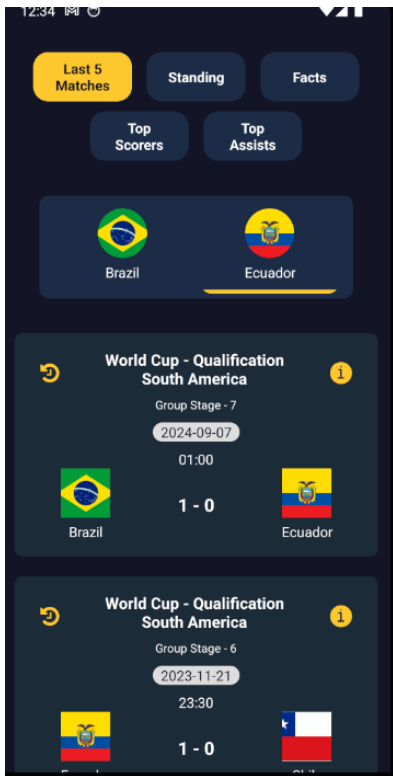 12:34
Last 5
Matches
Standing
Facts
Top
Scorers
Top
Assists
Brazil
Ecuador
World Cup - Qualification
South America
Group Stage - 7
2024-09-07
01:00
1 - 0
Brazil
Ecuador
World Cup - Qualification
South America
Group Stage - 6
2023-11-21
23:30
1 - 0